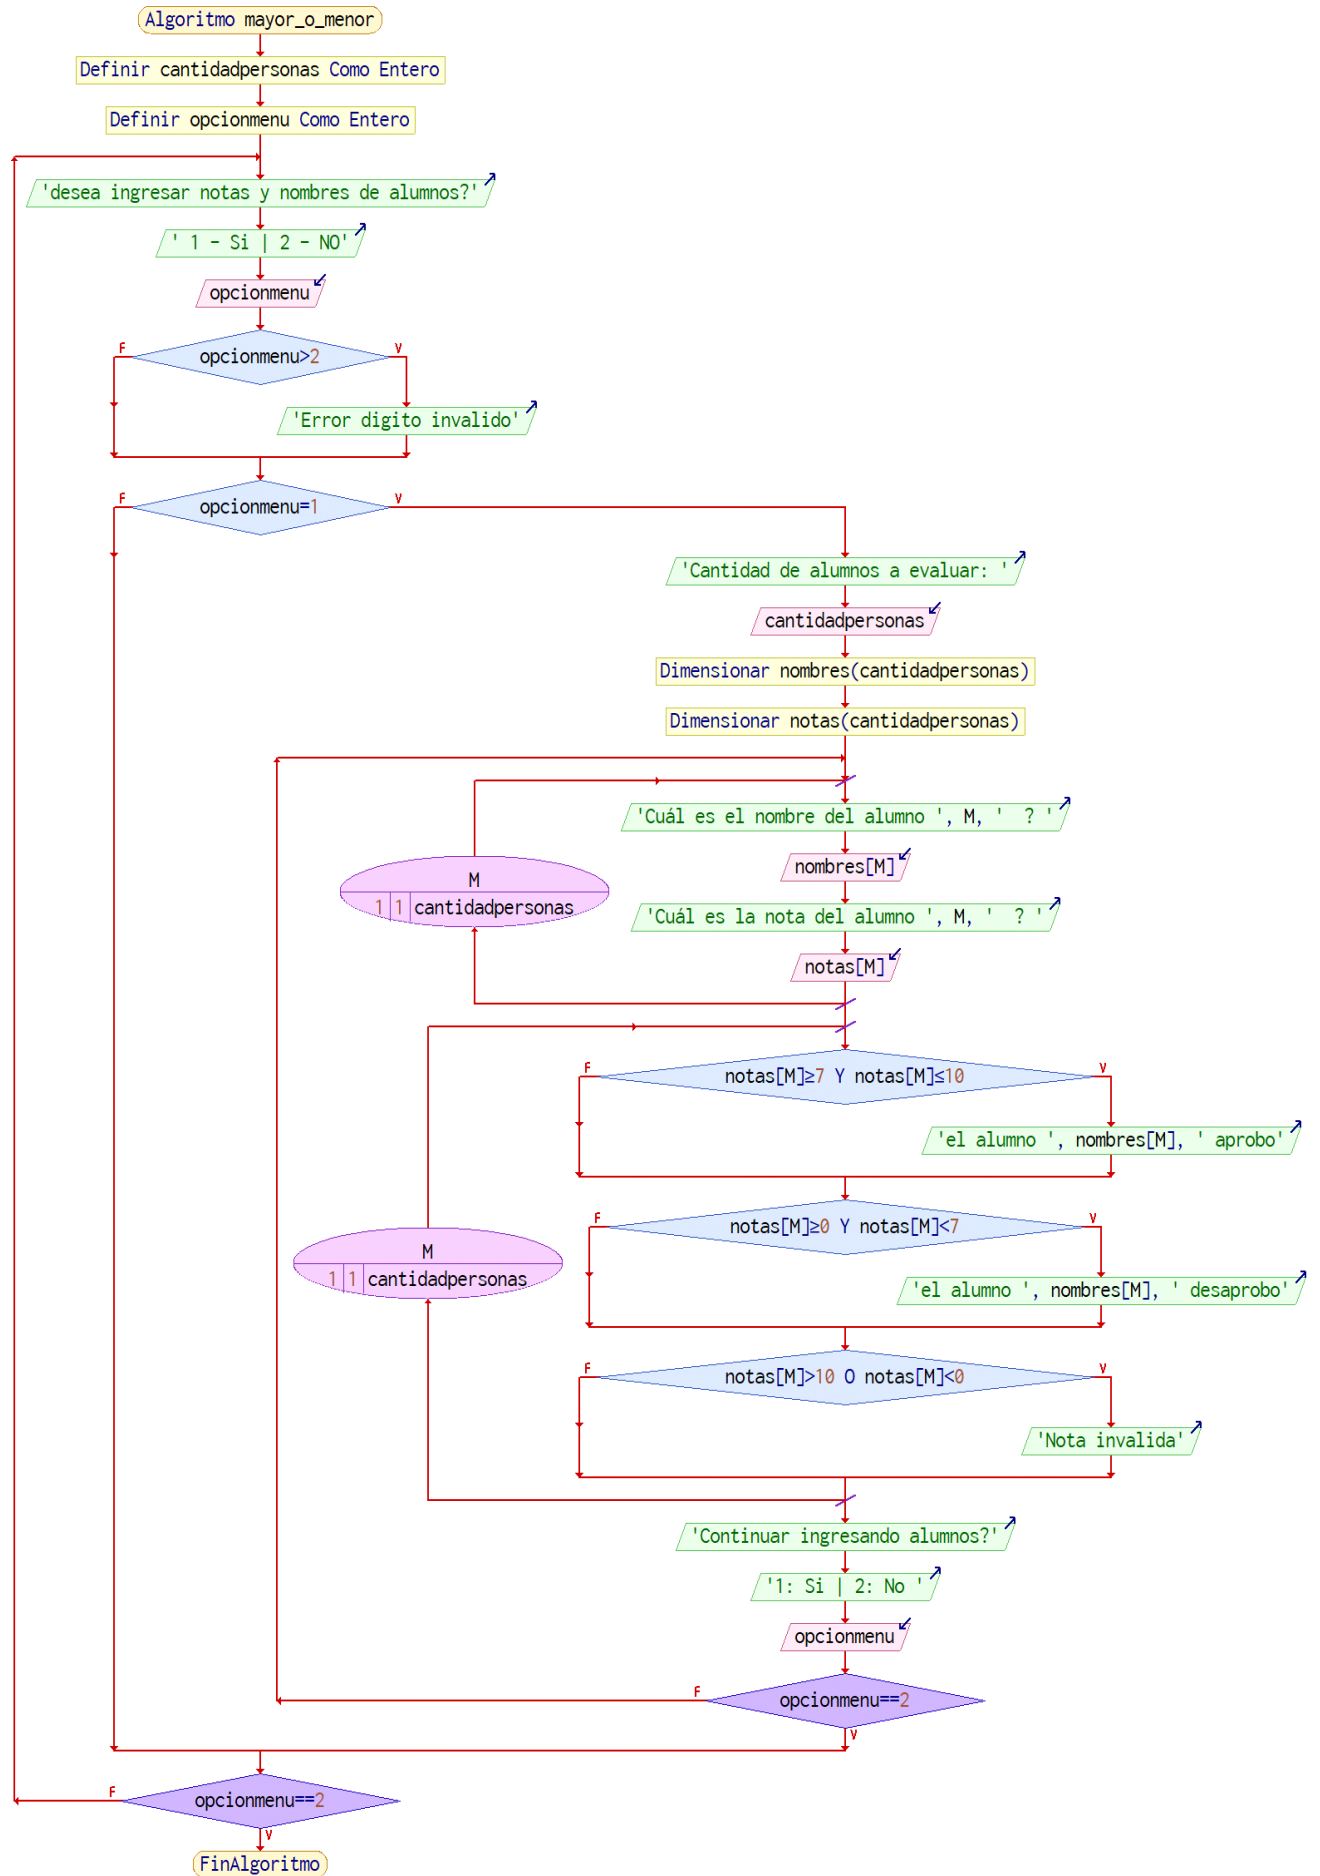 Algoritmo mayor_o_menor
Definir cantidadpersonas Como Entero
Definir opcionmenu Como Entero
'desea ingresar notas y nombres de alumnos?'
' 1 - Si | 2 - NO'
opcionmenu
F
V
opcionmenu>2
'Error digito invalido'
F
V
opcionmenu=1
'Cantidad de alumnos a evaluar: '
cantidadpersonas
Dimensionar nombres(cantidadpersonas)
Dimensionar notas(cantidadpersonas)
'Cuál es el nombre del alumno ', M, '  ? '
nombres[M]
M
1 1 cantidadpersonas
'Cuál es la nota del alumno ', M, '  ? '
notas[M]
F
V
notas[M]≥7 Y notas[M]≤10
'el alumno ', nombres[M], ' aprobo'
F
V
notas[M]≥0 Y notas[M]<7
M
1 1 cantidadpersonas
'el alumno ', nombres[M], ' desaprobo'
F
V
notas[M]>10 O notas[M]<0
'Nota invalida'
'Continuar ingresando alumnos?'
'1: Si | 2: No '
opcionmenu
F
opcionmenu==2
V
F
opcionmenu==2
V
FinAlgoritmo